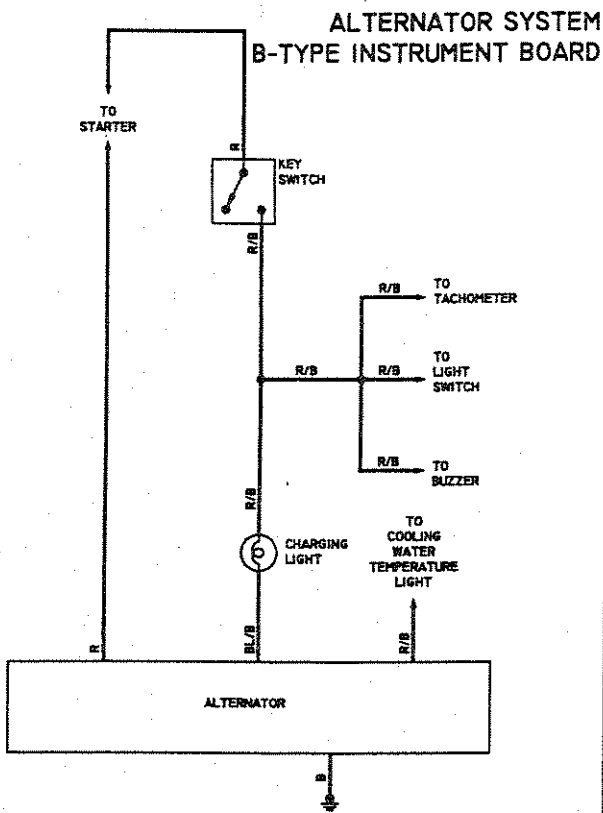 ALTERNATOR SYSTEM
B-TYPE INSTRUMENT BOARD
TO
STARTER
R
KEY
SWITCH
R/B
R/B
TO
TACHOMETER
R/B
R/B
TO
LIGHT
SWITCH
R/B
TO
BUZZER
R/B
CHARGING
LIGHT
TO
COOLING
WATER
TEMPERATURE
LIGHT
R
BL/B
R/B
ALTERNATOR
B